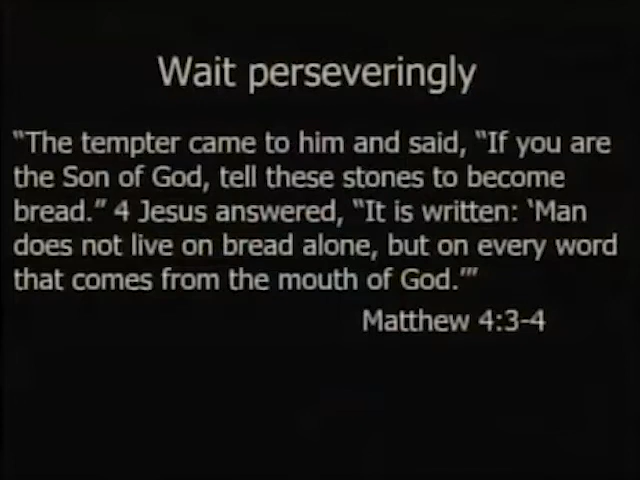 Wait perseveringly
“The tempter came to him and said, “If you are
the Son of God, tell these stones to become
bread.” 4 Jesus answered, “It is written: ‘Man
does not live on bread alone, but on every word
that comes from the mouth of God.’”
Matthew 4:3-4